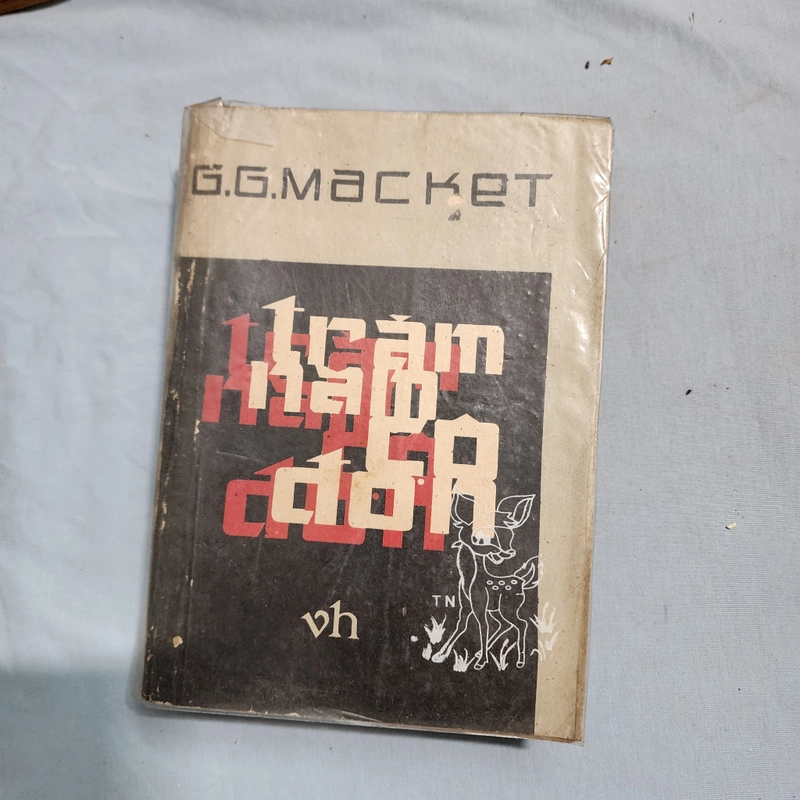 G.G.Macket
trăm
năm
cô
đơn
TN
vh